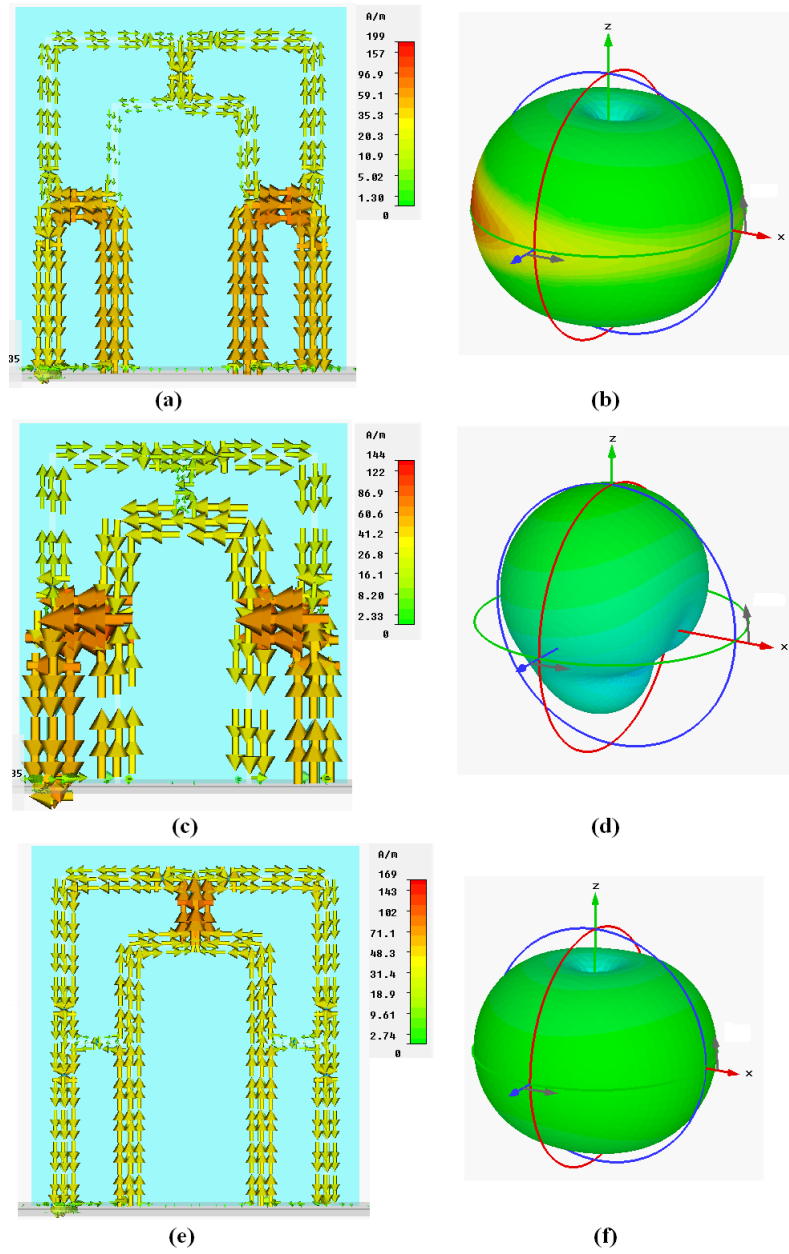 A/m
199
157
96.9
59.1
35.3
20.3
10.9
5.02
1.30
0
35
(a)
z
x
(b)
A/m
144
122
86.9
60.6
41.2
26.8
16.1
8.20
2.33
0
35
(c)
z
x
(d)
A/m
169
143
102
71.1
48.3
31.4
18.9
9.61
2.74
0
(e)
z
x
(f)